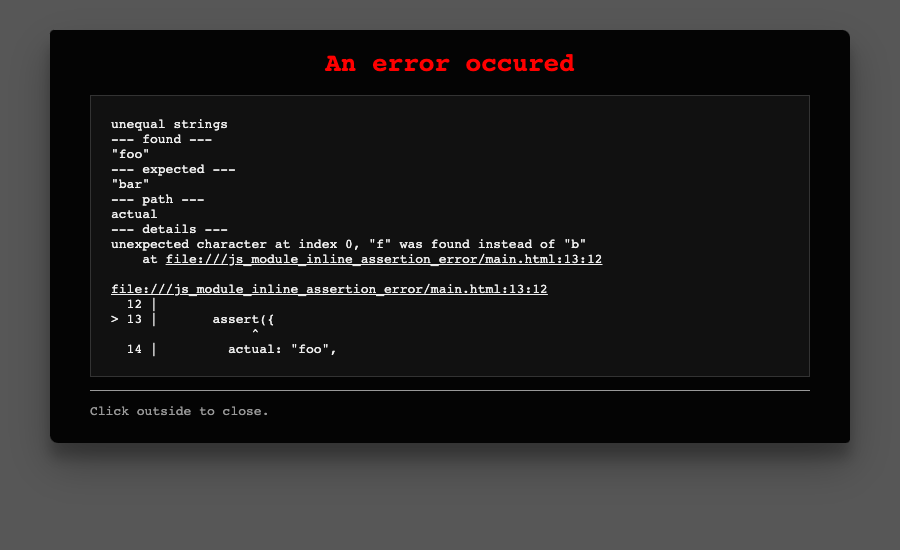 An error occured
unequal strings
--- found ---
"foo"
--- expected ---
"bar"
--- path ---
actual
--- details ---
unexpected character at index 0, "f" was found instead of "b"
    at file:///js_module_inline_assertion_error/main.html:13:12

file:///js_module_inline_assertion_error/main.html:13:12
  12 |
> 13 |       assert({
                  ^
  14 |         actual: "foo",
Click outside to close.